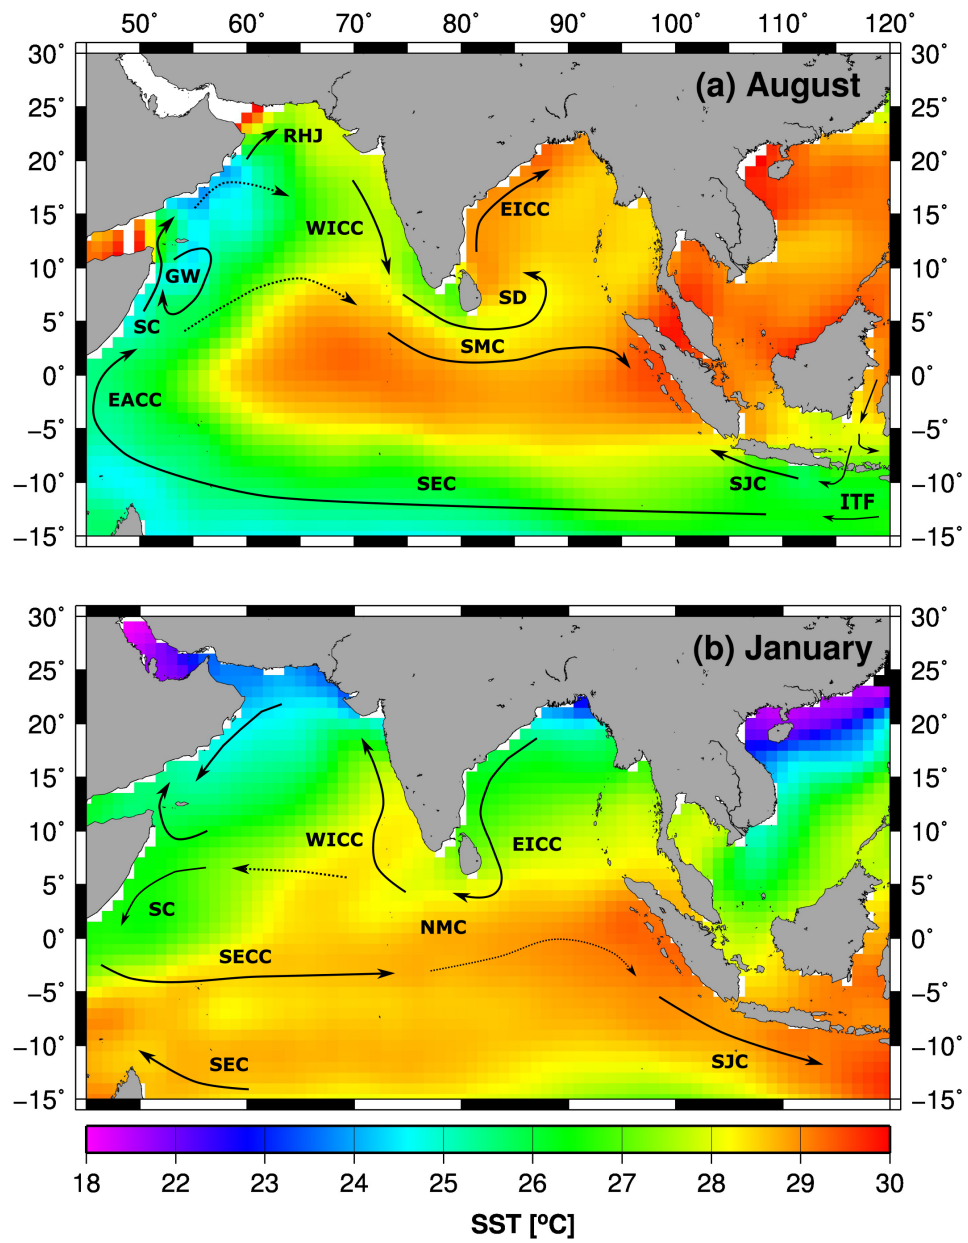 50° 60° 70° 80° 90° 100° 110° 120°
30° 30°
(a) August
25° 25°
RHJ
20° 20°
EICC
15° 15°
WICC
10° 10°
GW
SD
SC
5° 5°
SMC
0° 0°
EACC
−5° −5°
SEC SJC
−10° −10°
ITF
−15° −15°
30° 30°
(b) January
25° 25°
20° 20°
15° 15°
10° 10°
WICC EICC
5° 5°
SC
NMC
0° 0°
SECC
−5° −5°
−10° −10°
SEC SJC
−15° −15°
18 22 23 24 25 26 27 28 29 30
SST [ºC]